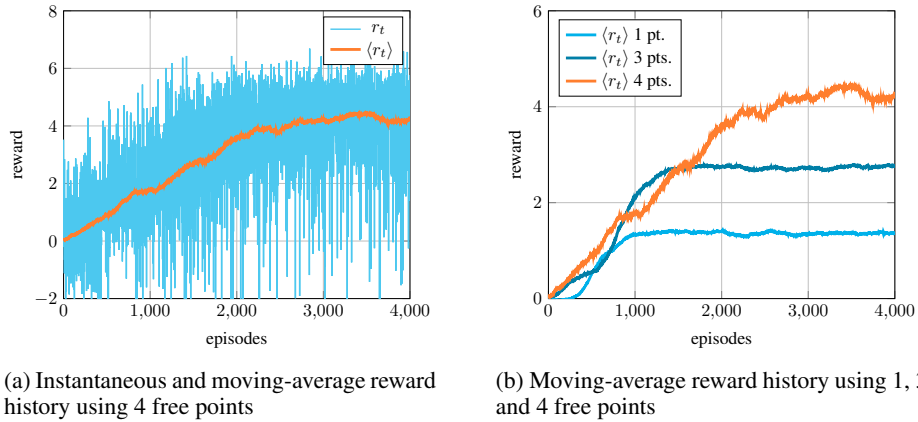 8
6
4
2
0
−2
reward
0 1,000 2,000 3,000 4,000
episodes
r_t
⟨r_t⟩
6
4
2
0
reward
0 1,000 2,000 3,000 4,000
episodes
⟨r_t⟩ 1 pt.
⟨r_t⟩ 3 pts.
⟨r_t⟩ 4 pts.
(a) Instantaneous and moving-average reward
history using 4 free points
(b) Moving-average reward history using 1,
and 4 free points